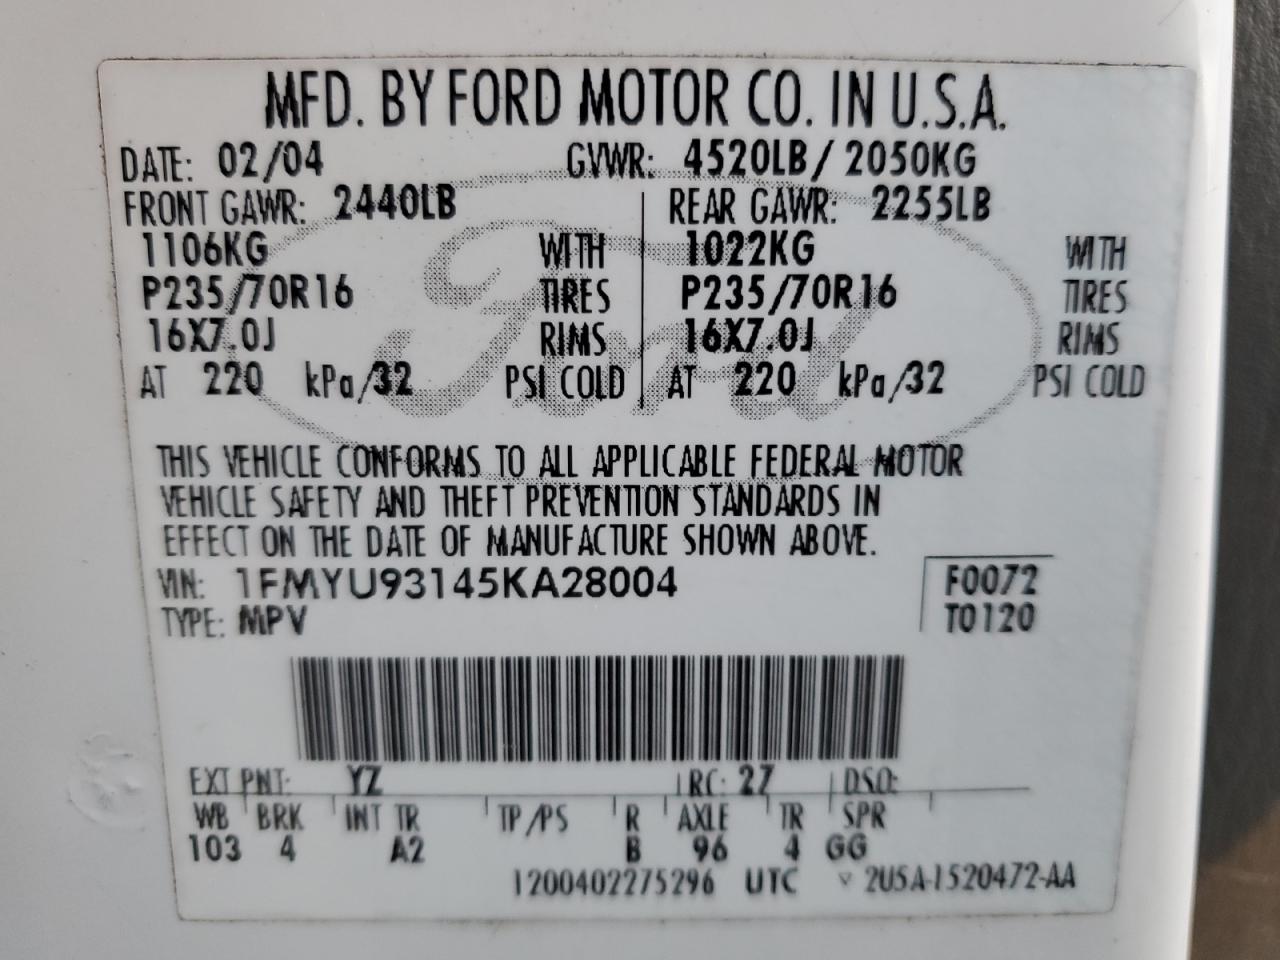 MFD. BY FORD MOTOR CO. IN U.S.A.
DATE: 02/04 GVWR: 4520LB/ 2050KG
FRONT GAWR: 2440LB REAR GAWR: 2255LB
1106KG WITH 1022KG WITH
P235/70R16 TIRES P235/70R16 TIRES
16X7.0J RIMS 16X7.0J RIMS
AT 220 kPa/32 PSI COLD AT 220 kPa/32 PSI COLD
Ford
THIS VEHICLE CONFORMS TO ALL APPLICABLE FEDERAL MOTOR
VEHICLE SAFETY AND THEFT PREVENTION STANDARDS IN
EFFECT ON THE DATE OF MANUFACTURE SHOWN ABOVE.
VIN: 1FMYU93145KA28004 F0072
TYPE: MPV T0120
EXT PNT: YZ RC: 27 DSO:
WB BRK INT TR TP/PS R AXLE TR SPR
103 4 A2 B 96 4 GG
1200402275296 UTC 2U5A-1520472-AA